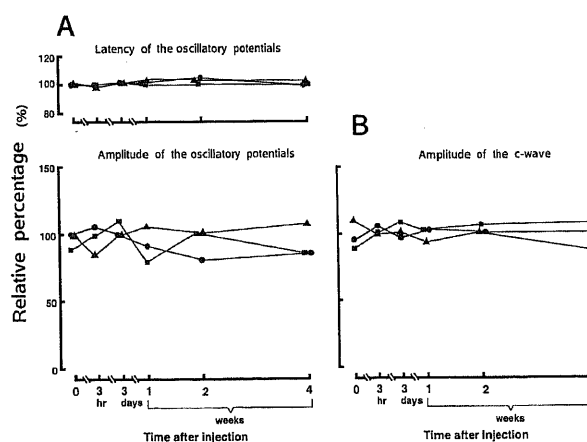 A
Latency of the oscillatory potentials
120
100
80
(%)
Relative percentage
Amplitude of the oscillatory potentials
150
100
50
0
0 3 3 1 2 4
hr days
weeks
Time after injection
B
Amplitude of the c-wave
0 3 3 1 2
hr days
weeks
Time after Injection